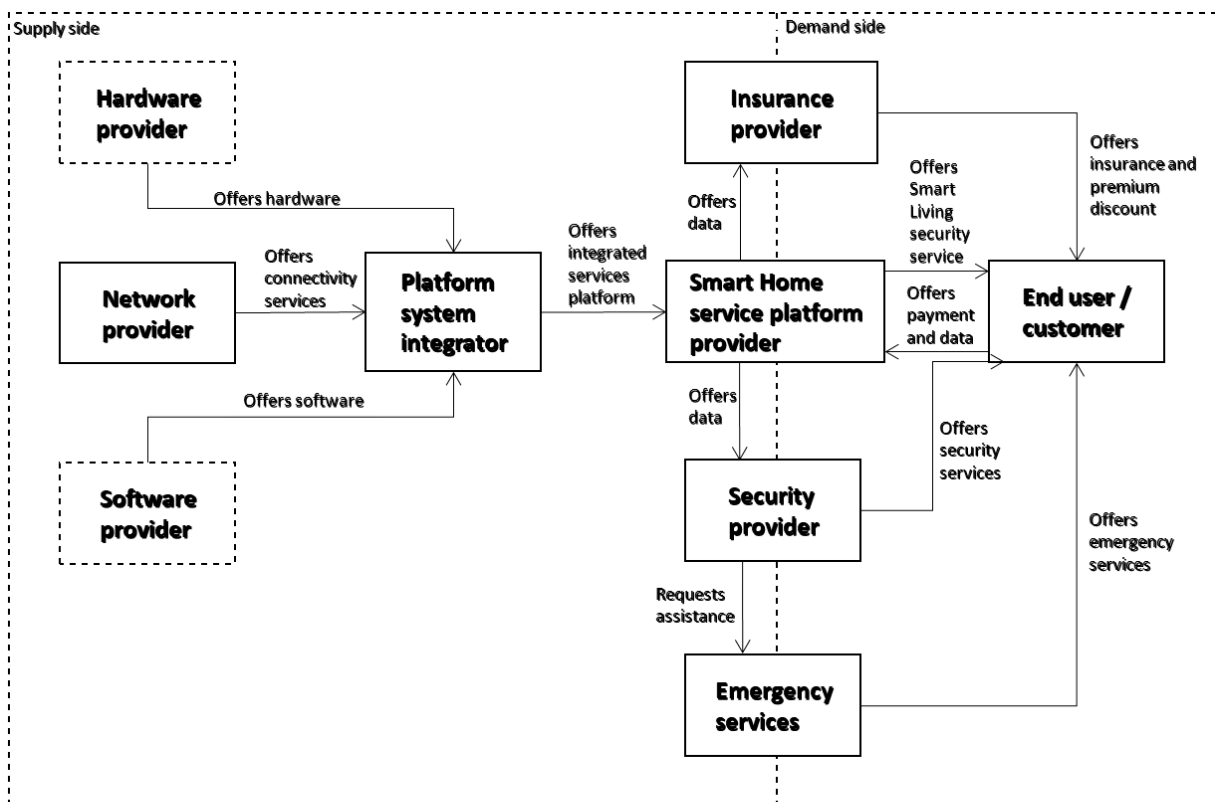 Supply side
Demand side
Hardware
provider
Insurance
provider
Offers
insurance and
premium
discount
Offers
Smart
Living
security
service
Offers hardware
Offers
data
Offers
integrated
services
platform
Offers
connectivity
services
Network
provider
Platform
system
integrator
Smart Home
service platform
provider
Offers
payment
and data
End user /
customer
Offers software
Offers
data
Offers
security
services
Software
provider
Security
provider
Offers
emergency
services
Requests
assistance
Emergency
services